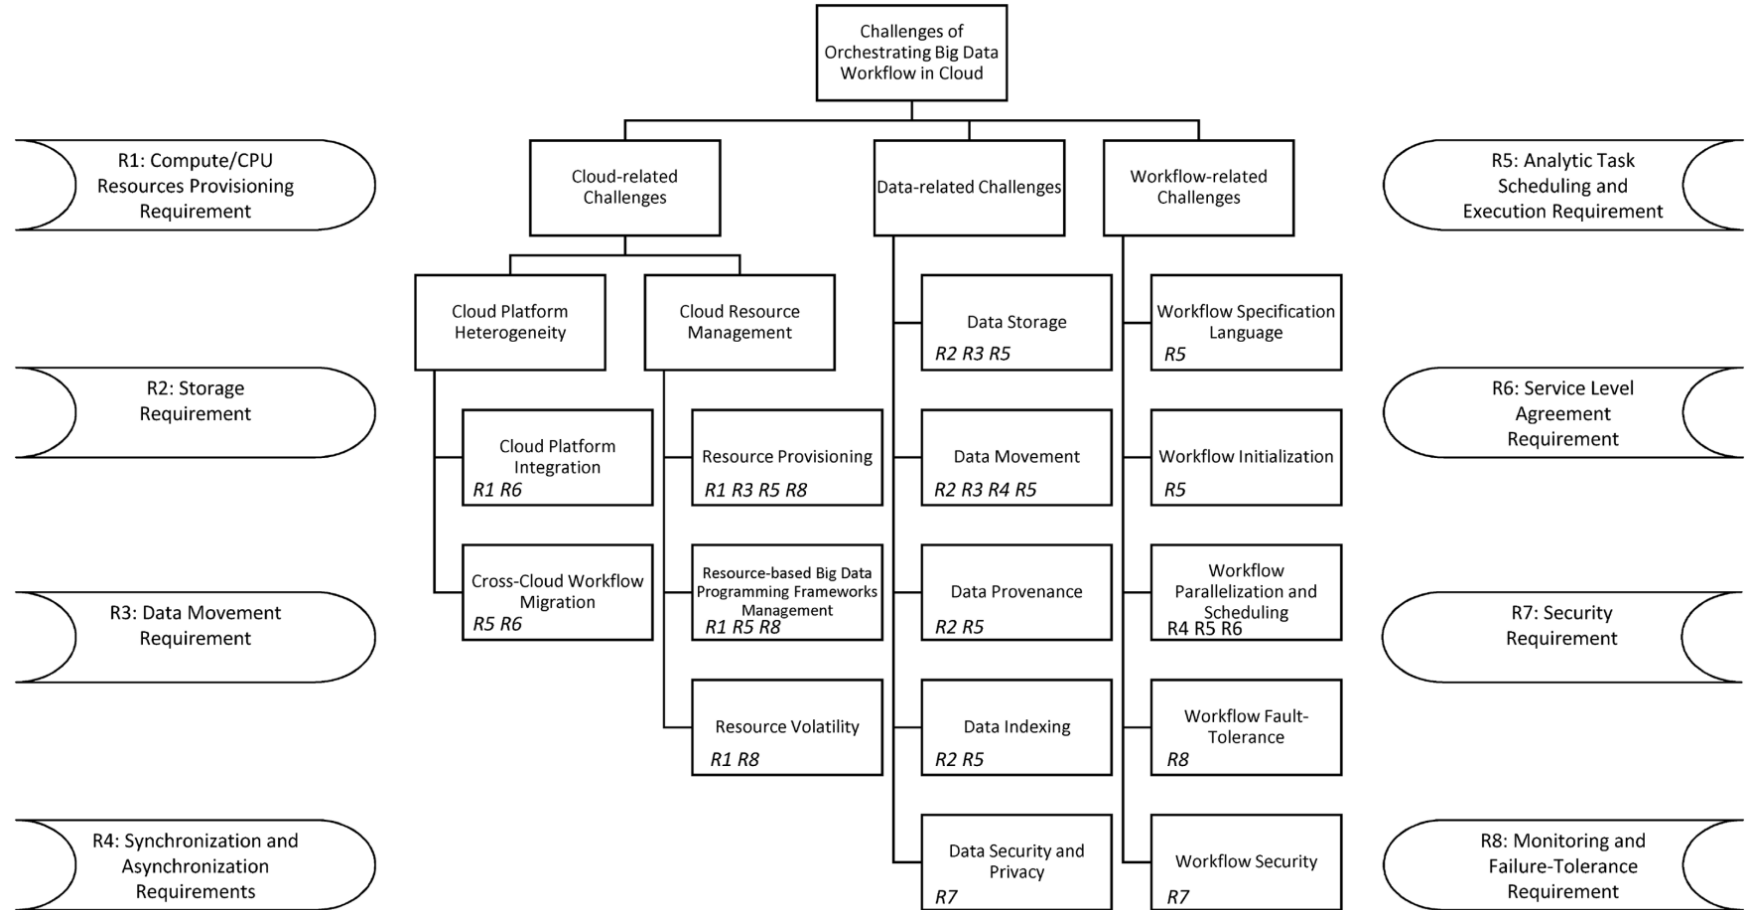 Challenges of
Orchestrating Big Data
Workflow in Cloud
R1: Compute/CPU
Resources Provisioning
Requirement
Cloud-related
Challenges
Data-related Challenges
Workflow-related
Challenges
R5: Analytic Task
Scheduling and
Execution Requirement
Cloud Platform
Heterogeneity
Cloud Resource
Management
Data Storage
R2 R3 R5
Workflow Specification
Language
R5
R2: Storage
Requirement
R6: Service Level
Agreement
Requirement
Cloud Platform
Integration
R1 R6
Resource Provisioning
R1 R3 R5 R8
Data Movement
R2 R3 R4 R5
Workflow Initialization
R5
R3: Data Movement
Requirement
Cross-Cloud Workflow
Migration
R5 R6
Resource-based Big Data
Programming Frameworks
Management
R1 R5 R8
Data Provenance
R2 R5
Workflow
Parallelization and
Scheduling
R4 R5 R6
R7: Security
Requirement
Resource Volatility
R1 R8
Data Indexing
R2 R5
Workflow Fault-
Tolerance
R8
R4: Synchronization and
Asynchronization
Requirements
Data Security and
Privacy
R7
Workflow Security
R7
R8: Monitoring and
Failure-Tolerance
Requirement